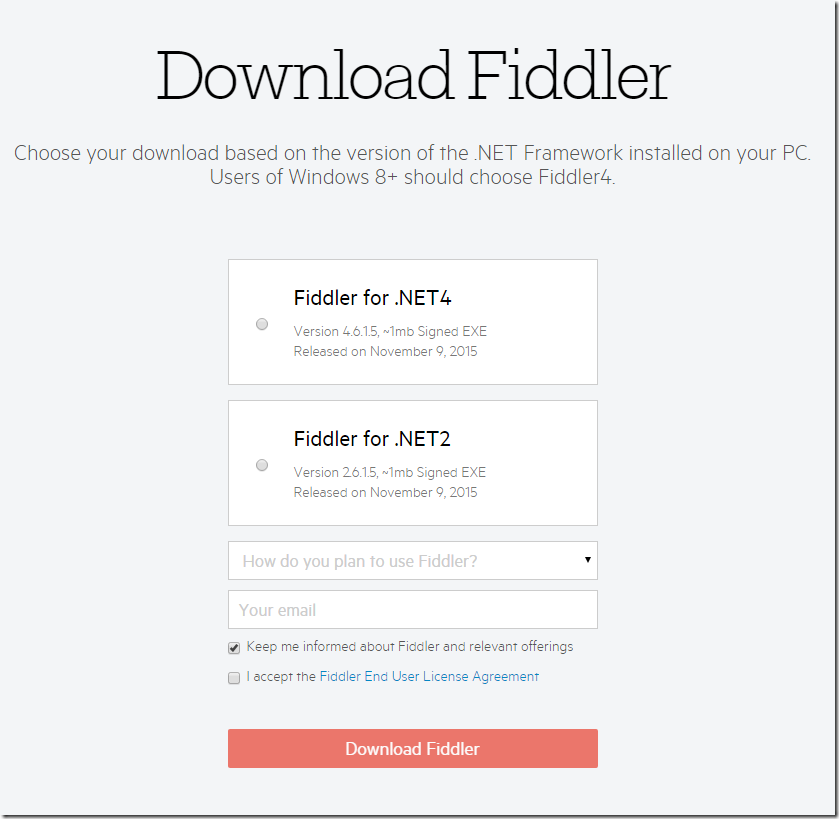 Download Fiddler
Choose your download based on the version of the .NET Framework installed on your PC.
Users of Windows 8+ should choose Fiddler4.
Fiddler for .NET4
Version 4.6.1.5, ~1mb Signed EXE
Released on November 9, 2015
Fiddler for .NET2
Version 2.6.1.5, ~1mb Signed EXE
Released on November 9, 2015
How do you plan to use Fiddler?
Your email
Keep me informed about Fiddler and relevant offerings
I accept the Fiddler End User License Agreement
Download Fiddler